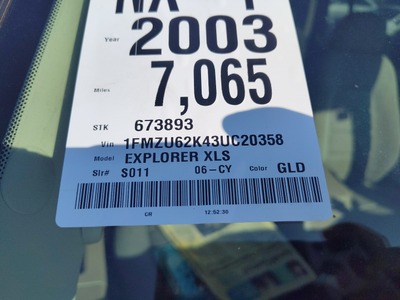 Year 2003
Miles 7,065
STK 673893
Vin 1FMZU62K43UC20358
Model EXPLORER XLS
Slr# S011 06-CY Color GLD
GR 12:52:30